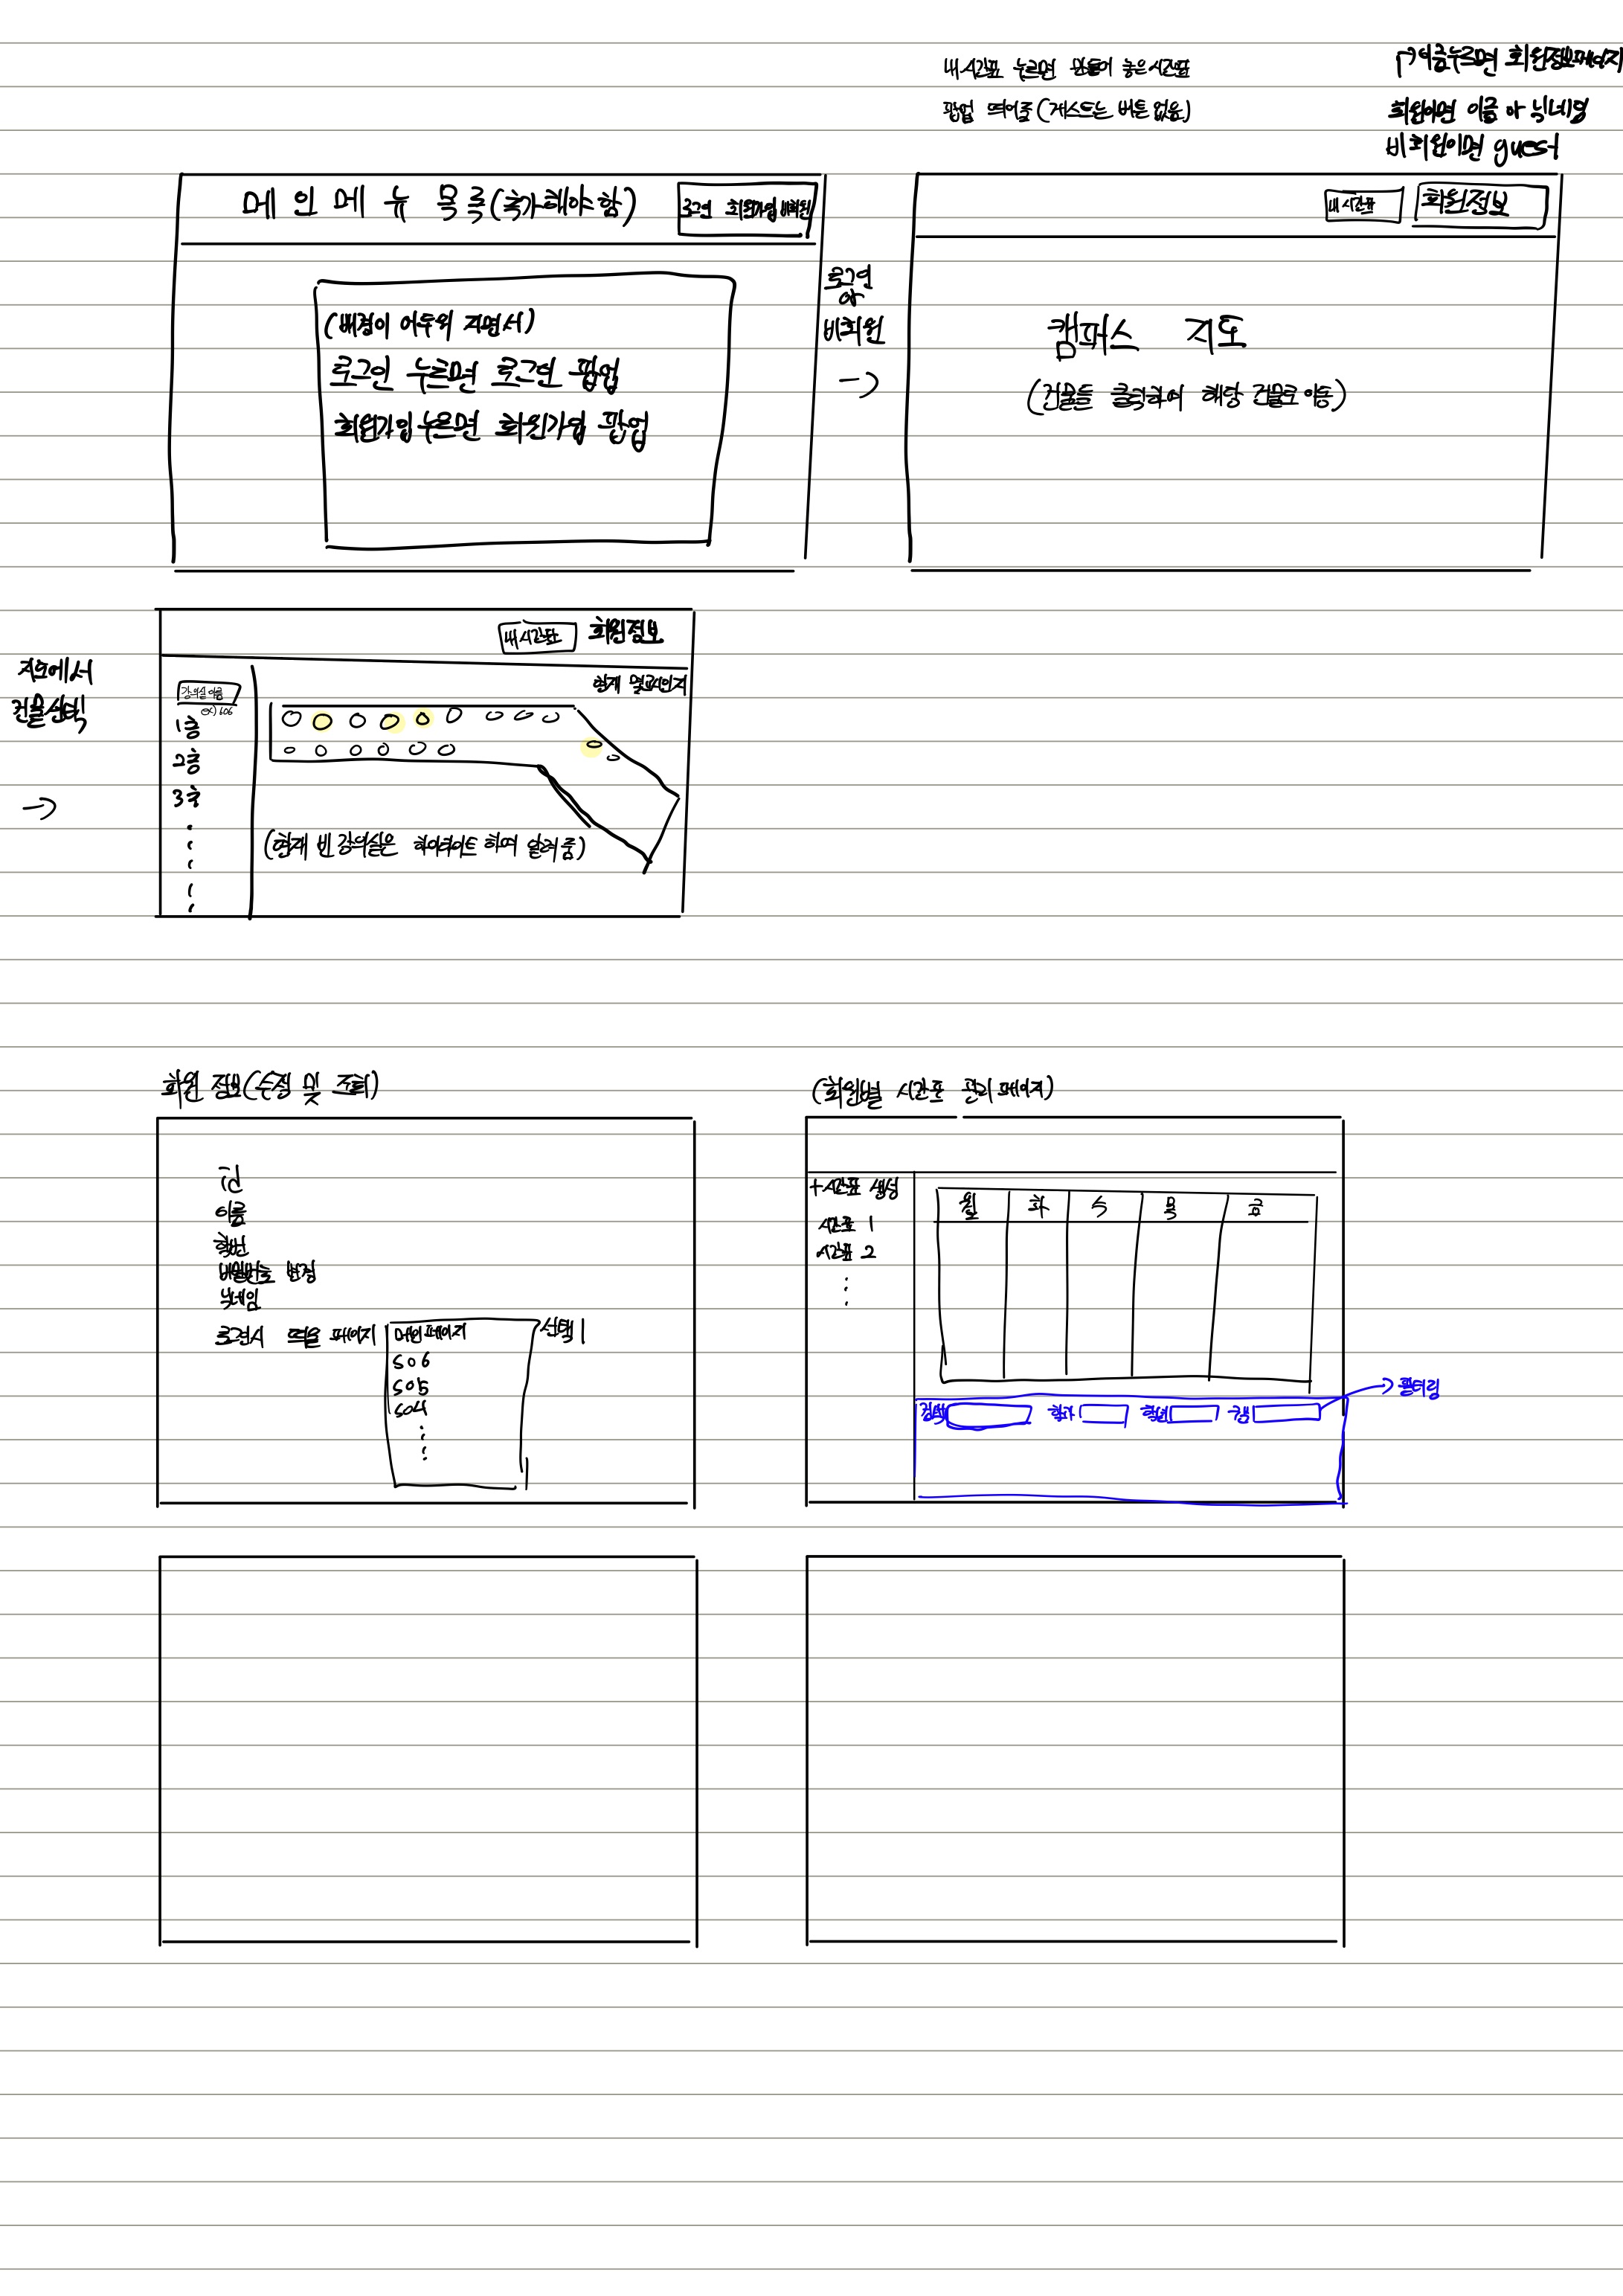 내 시간표 누르면 만들어 놓은 시간표
팝업 띄어줌 (게스트는 버튼 없음)
이름누르면 회원정보페이지
회원이면 이름 or 닉네임
비회원이면 guest
메인메뉴 목록(추가해야함)
로그인 회원가입 비회원
(배경이 어두워 지면서)
로그인 누르면 로그인 팝업
회원가입누르면 회원가입 팝업
로그인
or
비회원
→
내 시간표
회원정보
캠퍼스 지도
(건물들 클릭하여 해당 건물로 이동)
지도에서
건물선택
→
내 시간표
회원정보
현재 몇교시인지
강의실 이름
ex) 606
1층
2층
3층
(현재 빈 강의실은 하이라이트 하여 알려줌)
회원 정보(수정 및 조회)
이름
학번
비밀번호 변경
닉네임
로그인시 띄울 페이지
메인페이지
S06
S05
S04
선택
(회원별 시간표 관리 페이지)
+시간표 생성
시간표 1
시간표 2
월 화 수 목 금
검색 학과 학년
→ 필터링